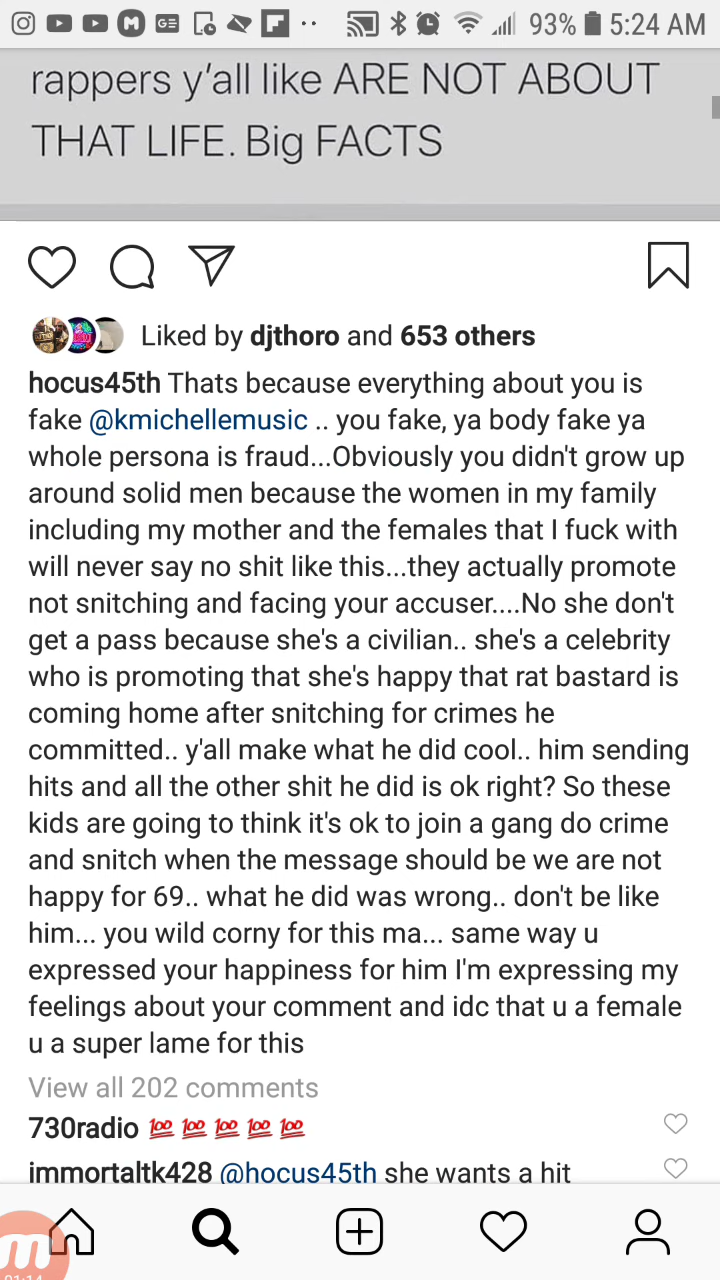 93% 5:24 AM
rappers y'all like ARE NOT ABOUT
THAT LIFE. Big FACTS
Liked by djthoro and 653 others
hocus45th Thats because everything about you is
fake @kmichellemusic .. you fake, ya body fake ya
whole persona is fraud...Obviously you didn't grow up
around solid men because the women in my family
including my mother and the females that I fuck with
will never say no shit like this...they actually promote
not snitching and facing your accuser....No she don't
get a pass because she's a civilian.. she's a celebrity
who is promoting that she's happy that rat bastard is
coming home after snitching for crimes he
committed.. y'all make what he did cool.. him sending
hits and all the other shit he did is ok right? So these
kids are going to think it's ok to join a gang do crime
and snitch when the message should be we are not
happy for 69.. what he did was wrong.. don't be like
him... you wild corny for this ma... same way u
expressed your happiness for him I'm expressing my
feelings about your comment and idc that u a female
u a super lame for this
View all 202 comments
730radio 💯 💯 💯 💯 💯
immortaltk428 @hocus45th she wants a hit
m
01:14